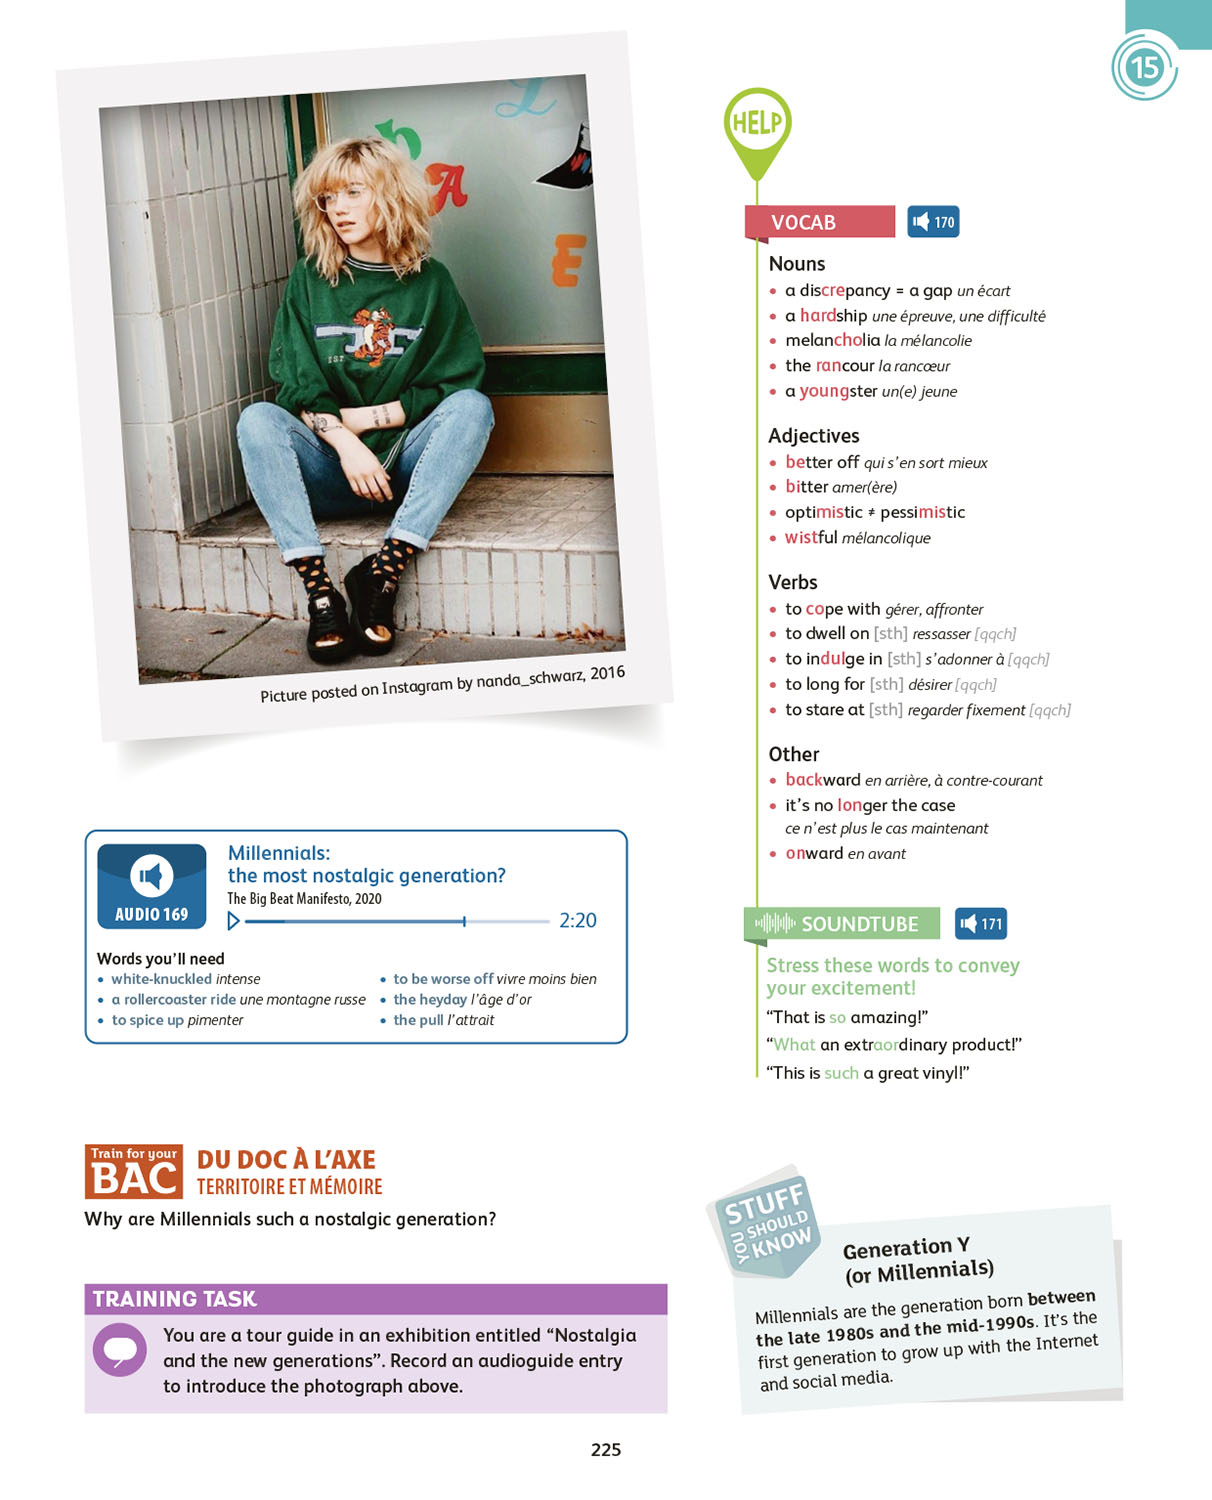 15
L
h
A
E
IST
Picture posted on Instagram by nanda_schwarz, 2016
AUDIO 169
Millennials:
the most nostalgic generation?
The Big Beat Manifesto, 2020
2:20
Words you'll need
• white-knuckled intense
• a rollercoaster ride une montagne russe
• to spice up pimenter
• to be worse off vivre moins bien
• the heyday l'âge d'or
• the pull l'attrait
Train for your
BAC
DU DOC À L'AXE
TERRITOIRE ET MÉMOIRE
Why are Millennials such a nostalgic generation?
TRAINING TASK
You are a tour guide in an exhibition entitled “Nostalgia
and the new generations”. Record an audioguide entry
to introduce the photograph above.
HELP
VOCAB
170
Nouns
• a discrepancy = a gap un écart
• a hardship une épreuve, une difficulté
• melancholia la mélancolie
• the rancour la rancœur
• a youngster un(e) jeune
Adjectives
• better off qui s'en sort mieux
• bitter amer(ère)
• optimistic ≠ pessimistic
• wistful mélancolique
Verbs
• to cope with gérer, affronter
• to dwell on [sth] ressasser [qqch]
• to indulge in [sth] s'adonner à [qqch]
• to long for [sth] désirer [qqch]
• to stare at [sth] regarder fixement [qqch]
Other
• backward en arrière, à contre-courant
• it's no longer the case
ce n'est plus le cas maintenant
• onward en avant
SOUNDTUBE
171
Stress these words to convey
your excitement!
“That is so amazing!”
“What an extraordinary product!”
“This is such a great vinyl!”
STUFF
YOU SHOULD
KNOW
Generation Y
(or Millennials)
Millennials are the generation born between
the late 1980s and the mid-1990s. It's the
first generation to grow up with the Internet
and social media.
225